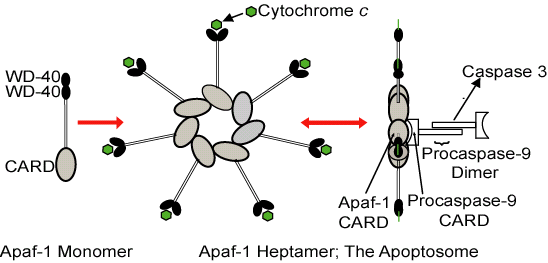 Cytochrome c
WD-40
WD-40
CARD
Caspase 3
Procaspase-9
Dimer
Apaf-1
CARD
Procaspase-9
CARD
Apaf-1 Monomer
Apaf-1 Heptamer; The Apoptosome